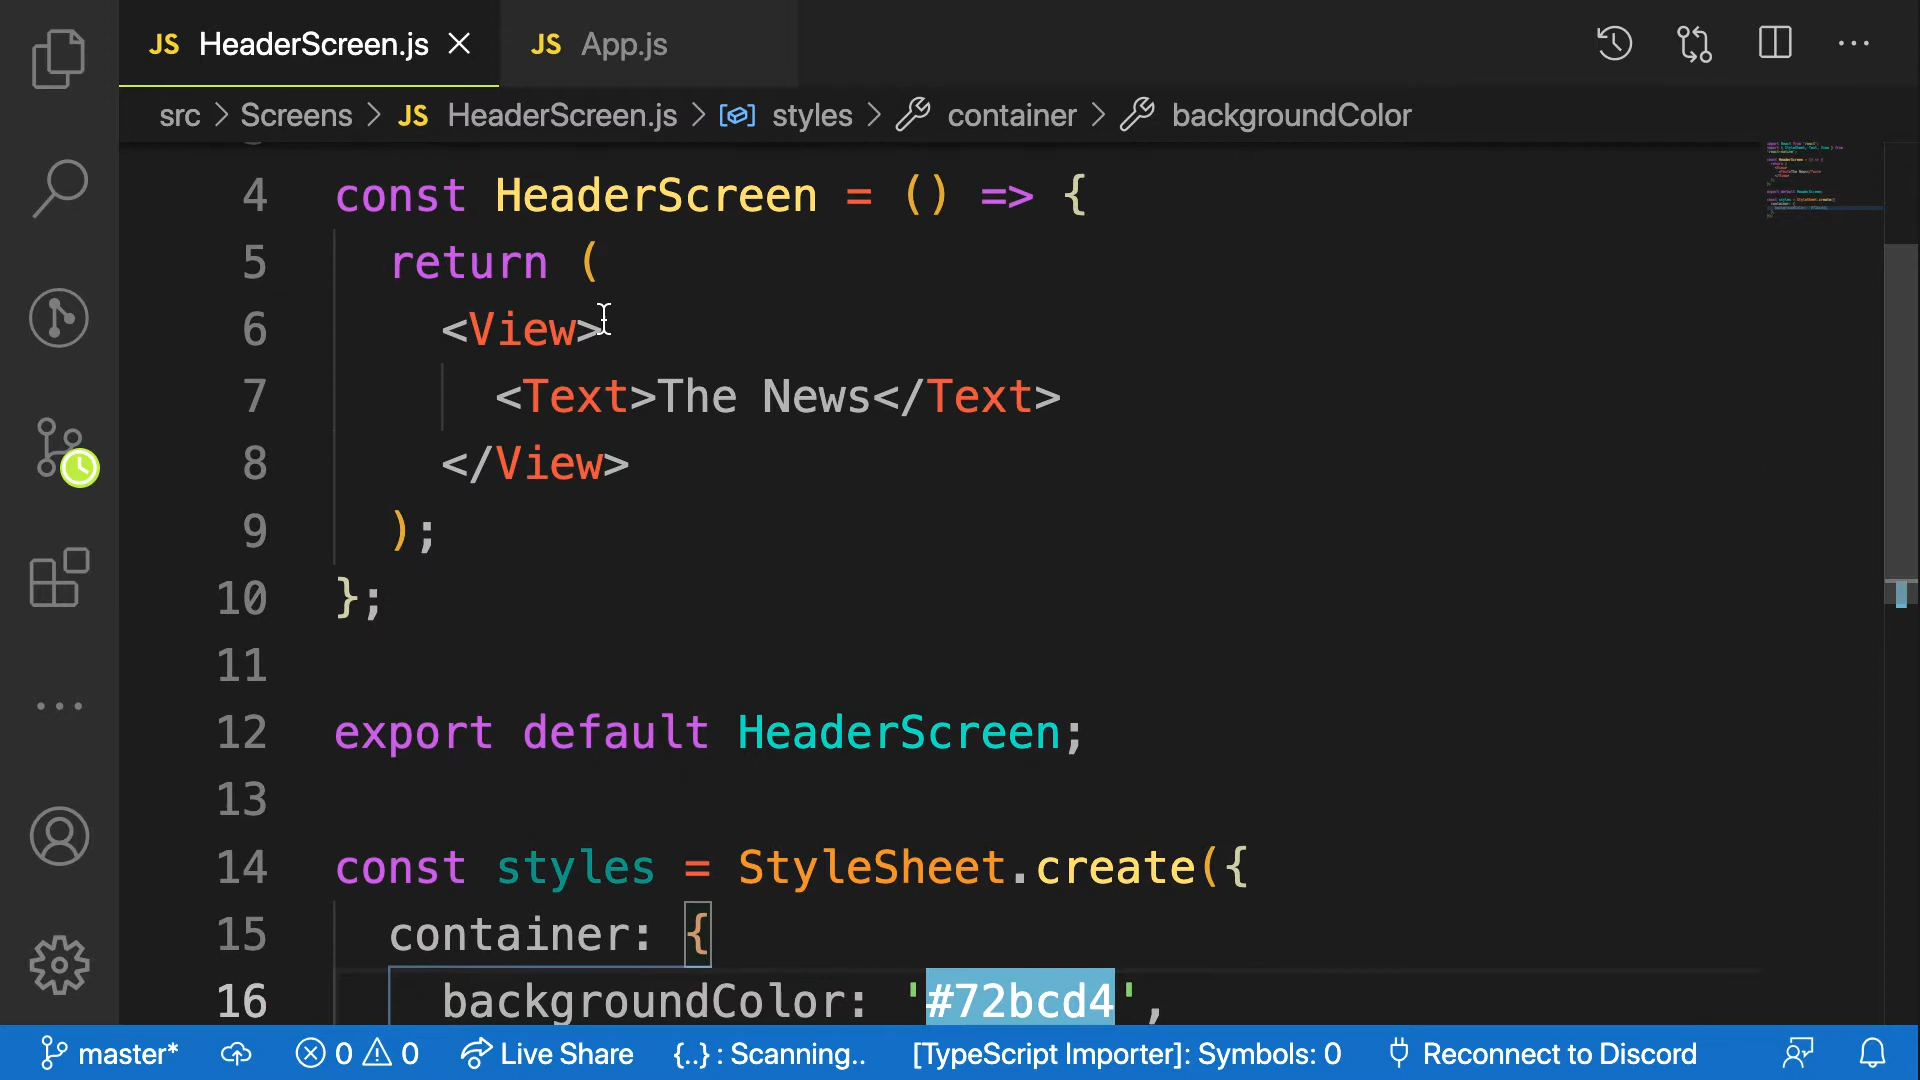 JS HeaderScreen.js JS App.js
src > Screens > JS HeaderScreen.js > styles > container > backgroundColor
4 const HeaderScreen = () => {
5 return (
6 <View>
7 <Text>The News</Text>
8 </View>
9 );
10 };
11
12 export default HeaderScreen;
13
14 const styles = StyleSheet.create({
15 container: {
16 backgroundColor: '#72bcd4',
master* 0 0 Live Share {..} : Scanning.. [TypeScript Importer]: Symbols: 0 Reconnect to Discord